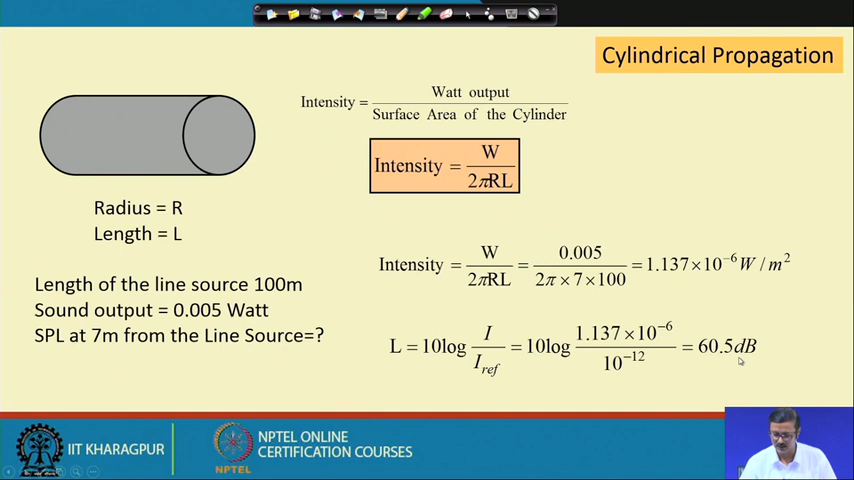 Cylindrical Propagation
Intensity = Watt output / Surface Area of the Cylinder
Intensity = W / 2πRL
Radius = R
Length = L
Length of the line source 100m
Sound output = 0.005 Watt
SPL at 7m from the Line Source=?
Intensity = W / 2πRL = 0.005 / 2π × 7 × 100 = 1.137×10⁻⁶ W / m²
L = 10log I / I_ref = 10log 1.137×10⁻⁶ / 10⁻¹² = 60.5dB
IIT KHARAGPUR
NPTEL
NPTEL ONLINE
CERTIFICATION COURSES